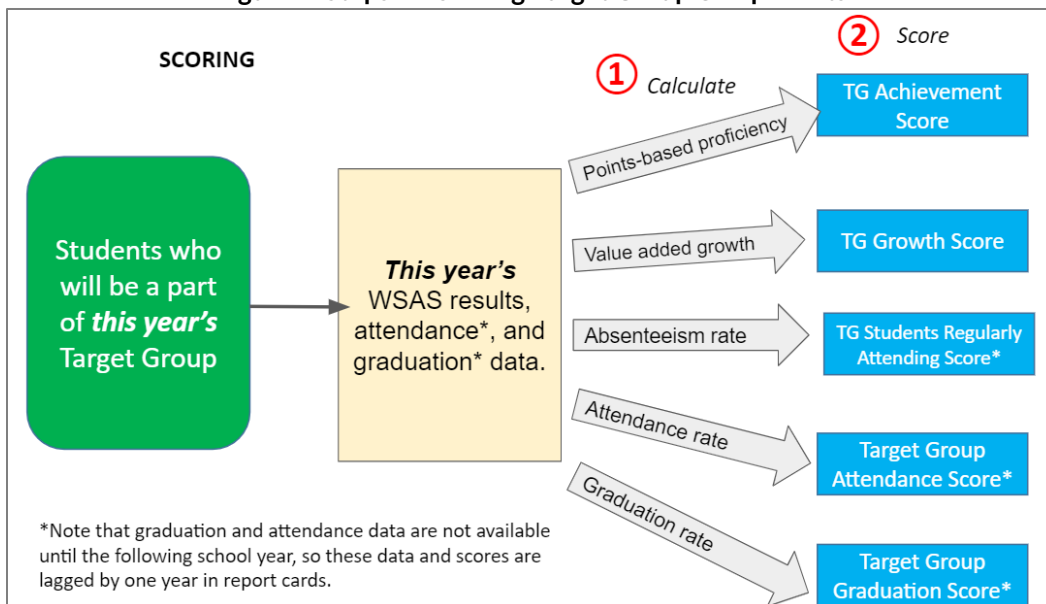 SCORING
① Calculate
② Score
Students who
will be a part
of this year's
Target Group
This year's
WSAS results,
attendance*, and
graduation* data.
Points-based proficiency
TG Achievement
Score
Value added growth
TG Growth Score
Absenteeism rate
TG Students Regularly
Attending Score*
Attendance rate
Target Group
Attendance Score*
Graduation rate
Target Group
Graduation Score*
*Note that graduation and attendance data are not available
until the following school year, so these data and scores are
lagged by one year in report cards.